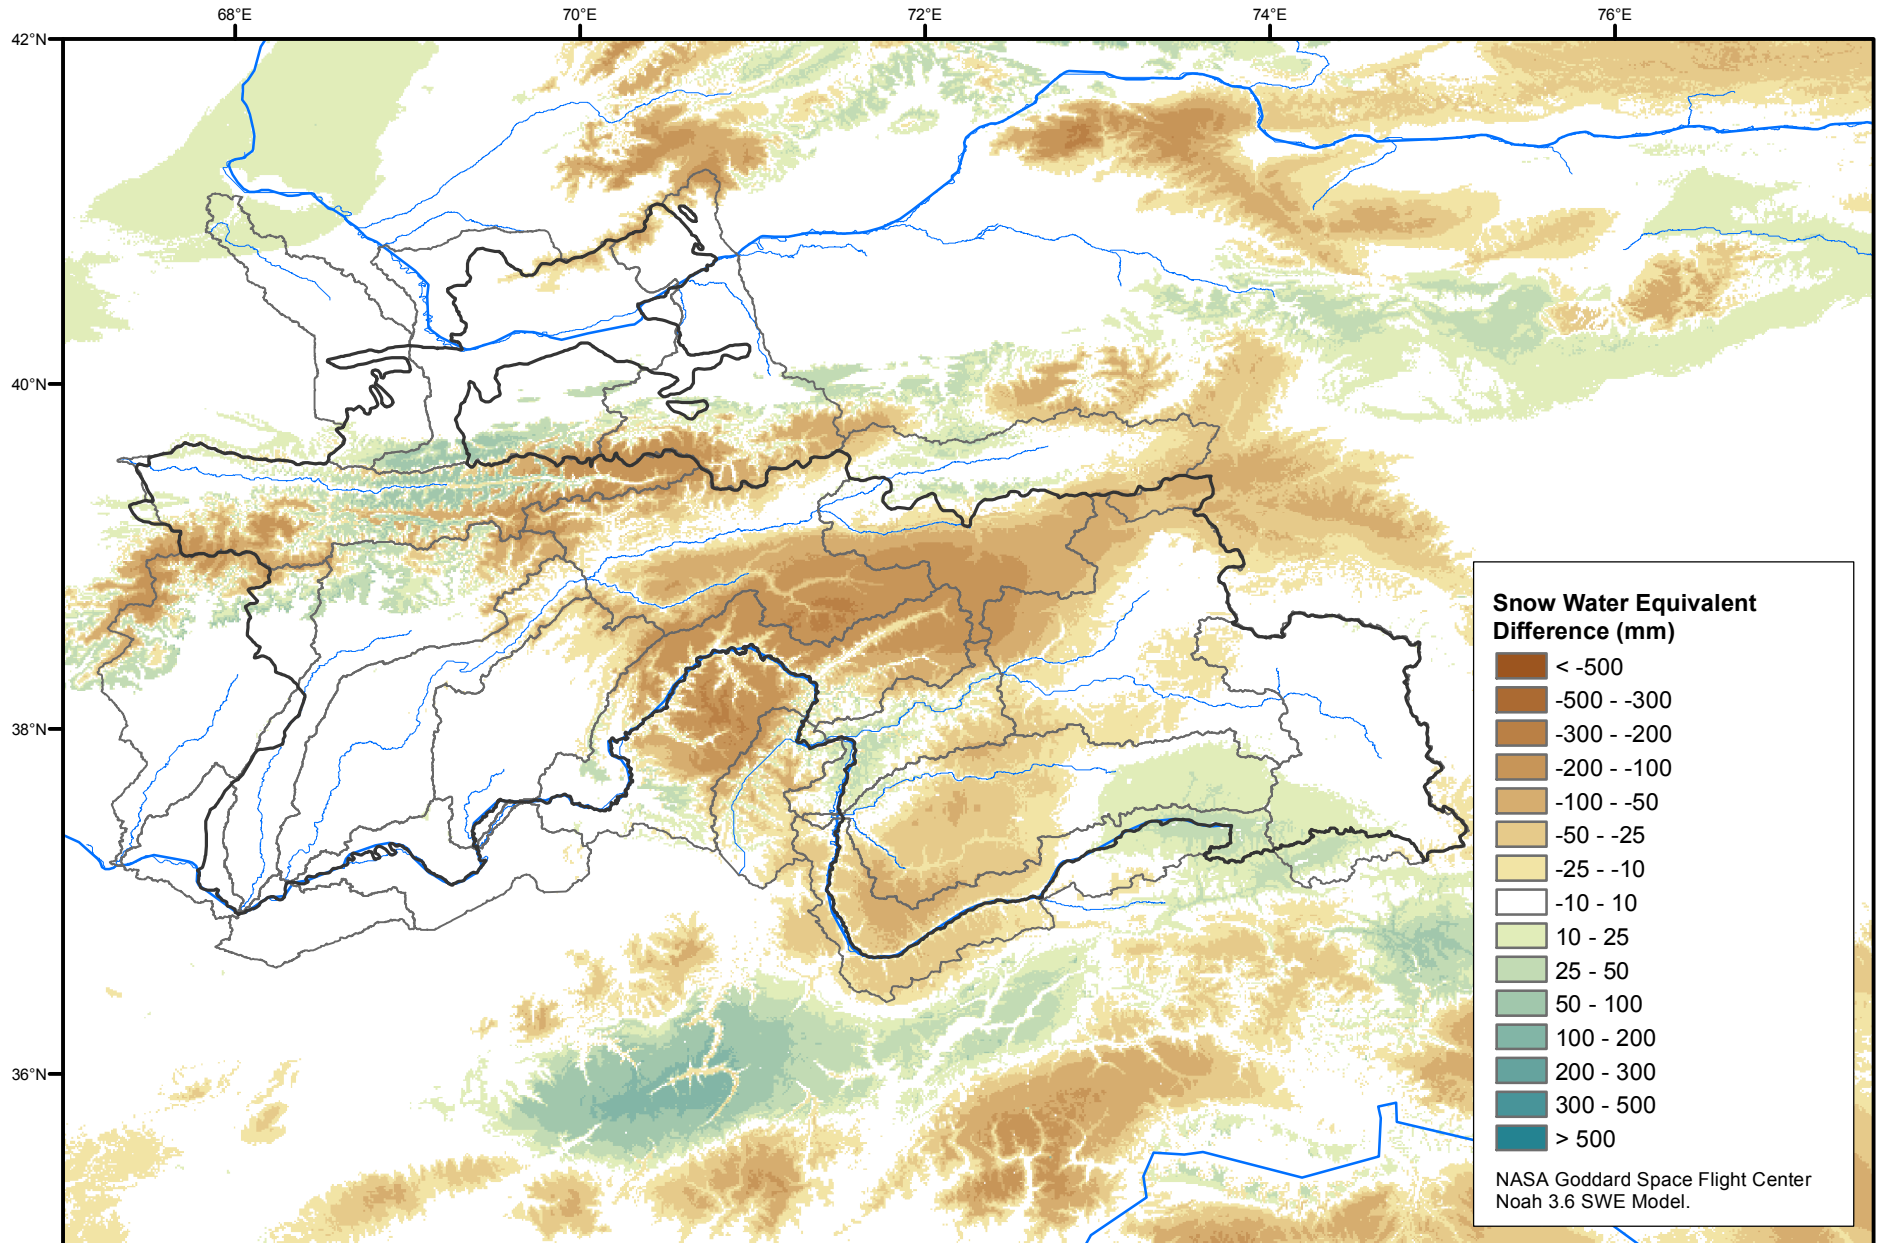 68°E
70°E
72°E
74°E
76°E
42°N
40°N
38°N
36°N
Snow Water Equivalent
Difference (mm)
< -500
-500 - -300
-300 - -200
-200 - -100
-100 - -50
-50 - -25
-25 - -10
-10 - 10
10 - 25
25 - 50
50 - 100
100 - 200
200 - 300
300 - 500
> 500
NASA Goddard Space Flight Center
Noah 3.6 SWE Model.